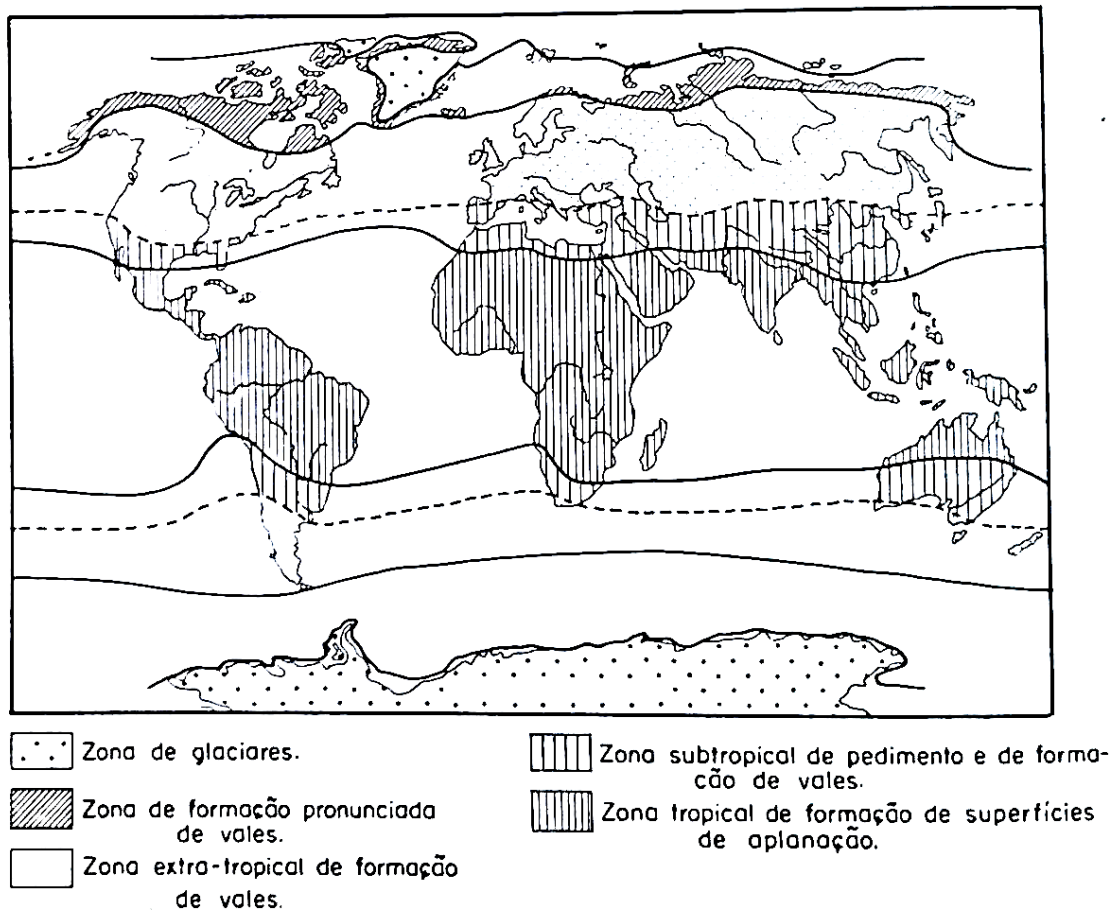 Zona de glaciares.
Zona de formação pronunciada
de vales.
Zona extra-tropical de formação
de vales.
Zona subtropical de pedimento e de forma-
cão de vales.
Zona tropical de formação de superfícies
de aplanação.